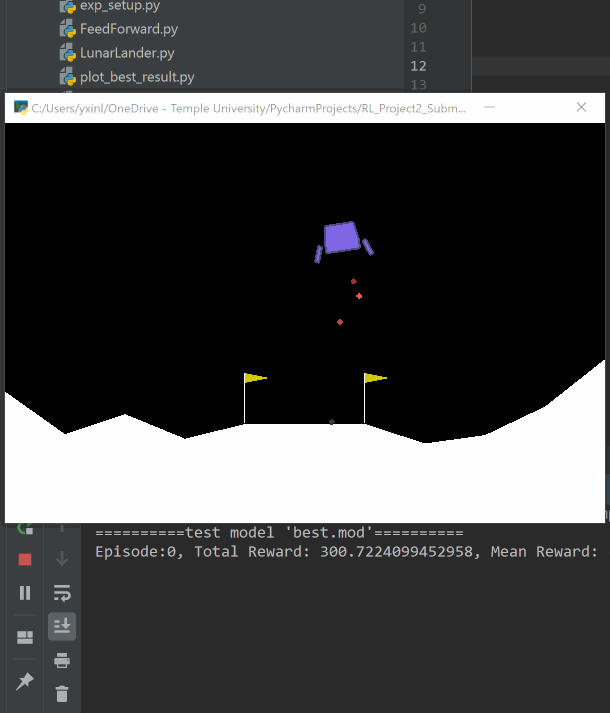 exp_setup.py
9
FeedForward.py
10
LunarLander.py
11
12
plot_best_result.py
13
C:/Users/yxinl/OneDrive - Temple University/PycharmProjects/RL_Project2_Subm...
==========test model 'best.mod'==========
Episode:0, Total Reward: 300.7224099452958, Mean Reward: